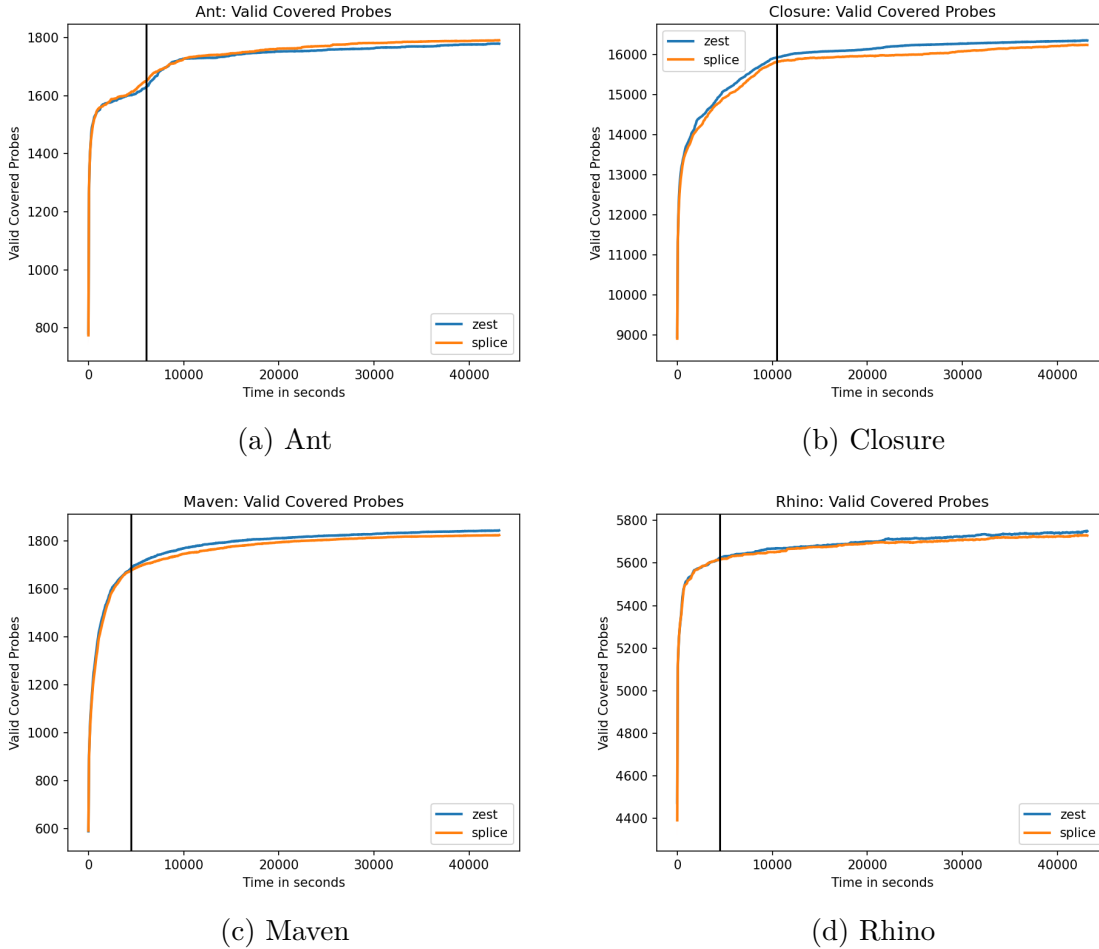 Ant: Valid Covered Probes
Valid Covered Probes
1800
1600
1400
1200
1000
800
0 10000 20000 30000 40000
Time in seconds
zest
splice
(a) Ant
Closure: Valid Covered Probes
Valid Covered Probes
16000
15000
14000
13000
12000
11000
10000
9000
0 10000 20000 30000 40000
Time in seconds
zest
splice
(b) Closure
Maven: Valid Covered Probes
Valid Covered Probes
1800
1600
1400
1200
1000
800
600
0 10000 20000 30000 40000
Time in seconds
zest
splice
(c) Maven
Rhino: Valid Covered Probes
Valid Covered Probes
5800
5600
5400
5200
5000
4800
4600
4400
0 10000 20000 30000 40000
Time in seconds
zest
splice
(d) Rhino